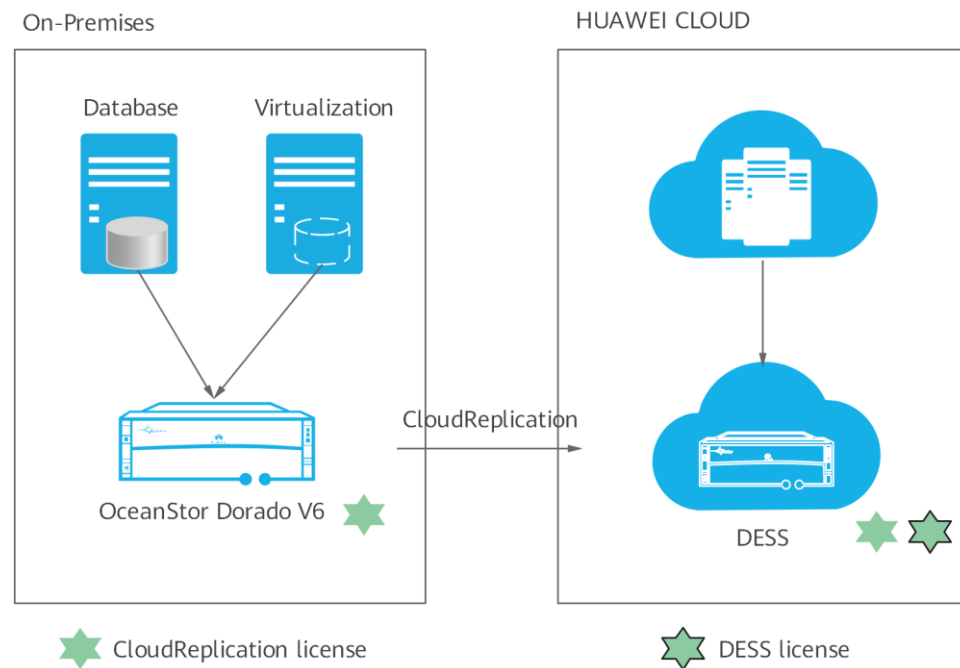 On-Premises
HUAWEI CLOUD
Database
Virtualization
CloudReplication
OceanStor Dorado V6
DESS
CloudReplication license
DESS license